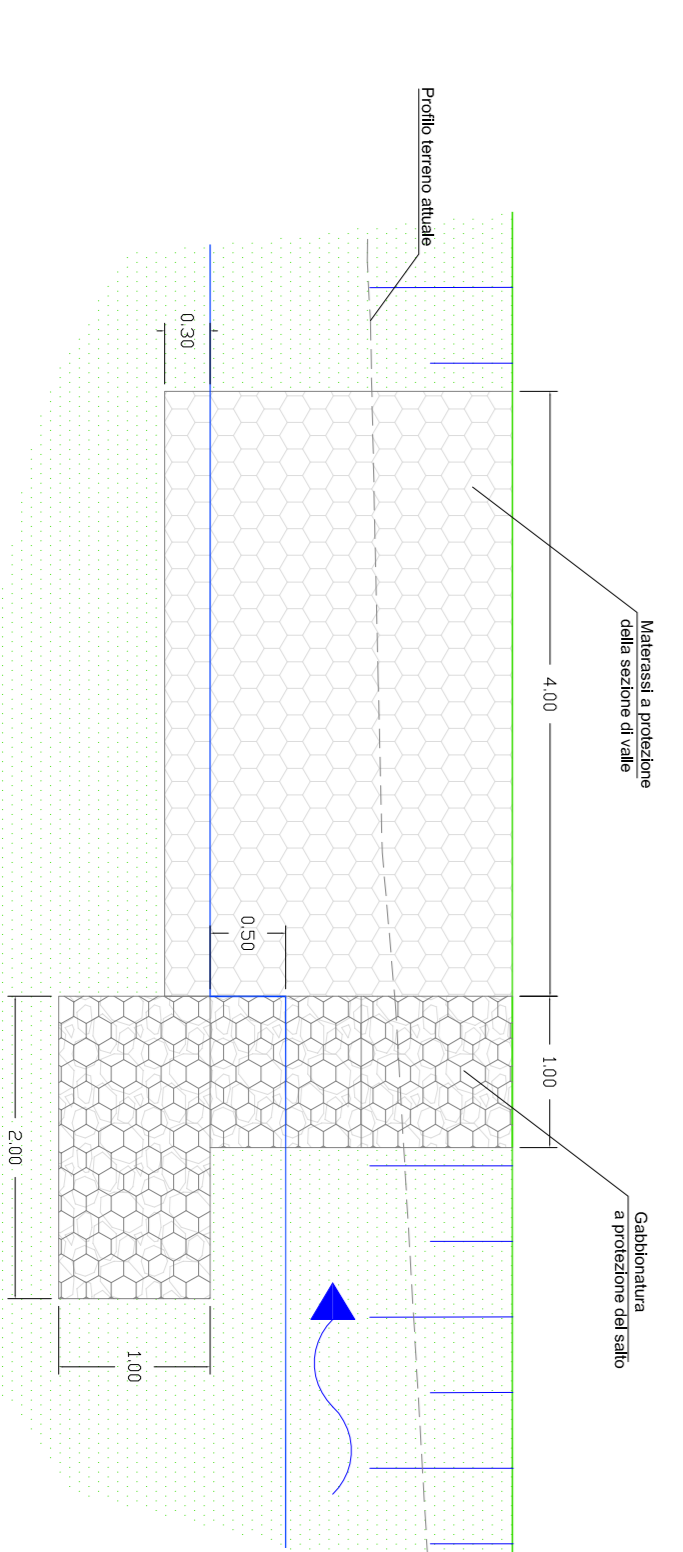 Profilo terreno attuale
0.30
Materassi a protezione
della sezione di valle
4.00
0.50
1.00
Gabbionatura
a protezione del salto
2.00
1.00